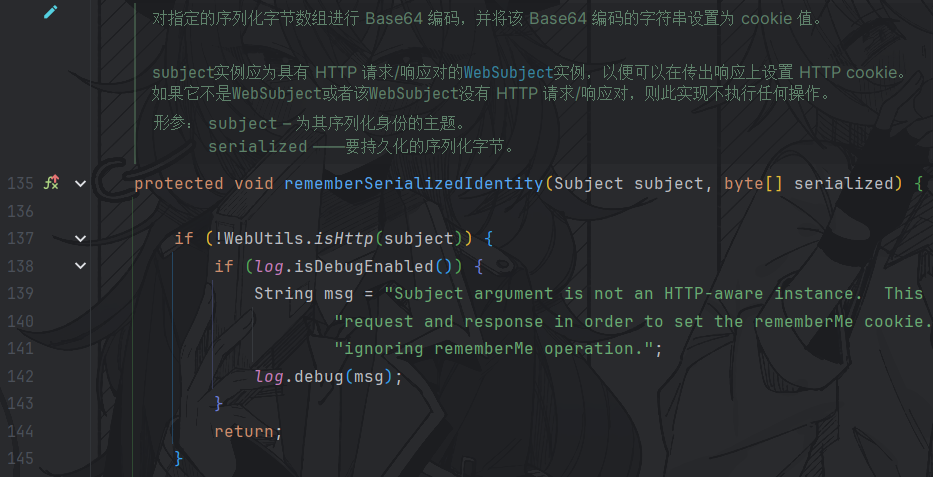 对指定的序列化字节数组进行 Base64 编码，并将该 Base64 编码的字符串设置为 cookie 值。
subject实例应为具有 HTTP 请求/响应对的WebSubject实例，以便可以在传出响应上设置 HTTP cookie。
如果它不是WebSubject或者该WebSubject没有 HTTP 请求/响应对，则此实现不执行任何操作。
形参： subject – 为其序列化身份的主题。
serialized ——要持久化的序列化字节。
135 protected void rememberSerializedIdentity(Subject subject, byte[] serialized) {
136
137 if (!WebUtils.isHttp(subject)) {
138 if (log.isDebugEnabled()) {
139 String msg = "Subject argument is not an HTTP-aware instance.  This
140 "request and response in order to set the rememberMe cookie.
141 "ignoring rememberMe operation.";
142 log.debug(msg);
143 }
144 return;
145 }